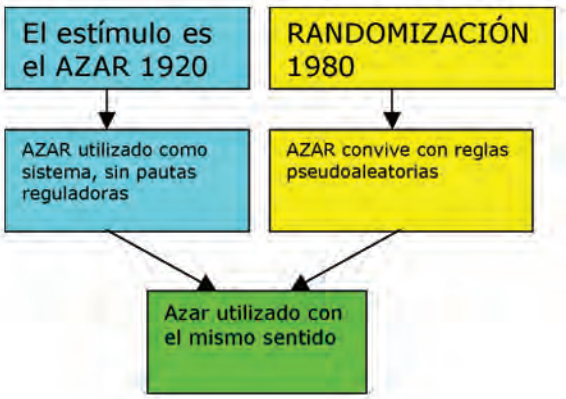 El estímulo es
el AZAR 1920
RANDOMIZACIÓN
1980
AZAR utilizado como
sistema, sin pautas
reguladoras
AZAR convive con reglas
pseudoaleatorias
Azar utilizado con
el mismo sentido